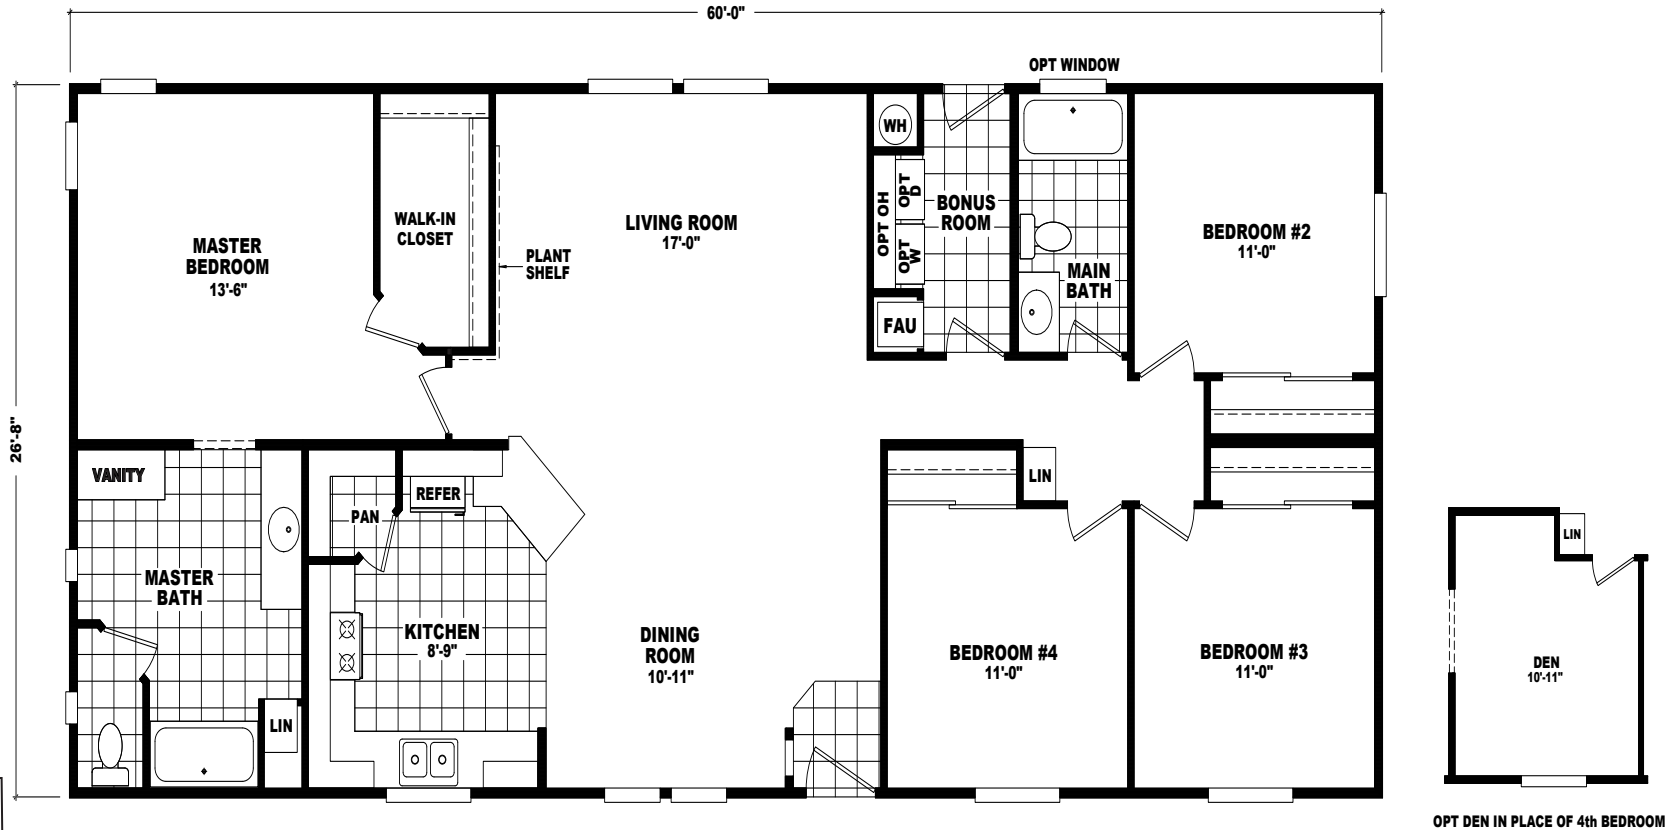 60'-0"
OPT WINDOW
WH
OPT OH
OPT
D
OPT
W
BONUS
ROOM
FAU
MAIN
BATH
BEDROOM #2
11'-0"
LIVING ROOM
17'-0"
WALK-IN
CLOSET
PLANT
SHELF
MASTER
BEDROOM
13'-6"
26'-8"
VANITY
MASTER
BATH
LIN
PAN
REFER
KITCHEN
8'-9"
DINING
ROOM
10'-11"
LIN
BEDROOM #4
11'-0"
BEDROOM #3
11'-0"
LIN
DEN
10'-11"
OPT DEN IN PLACE OF 4th BEDROOM